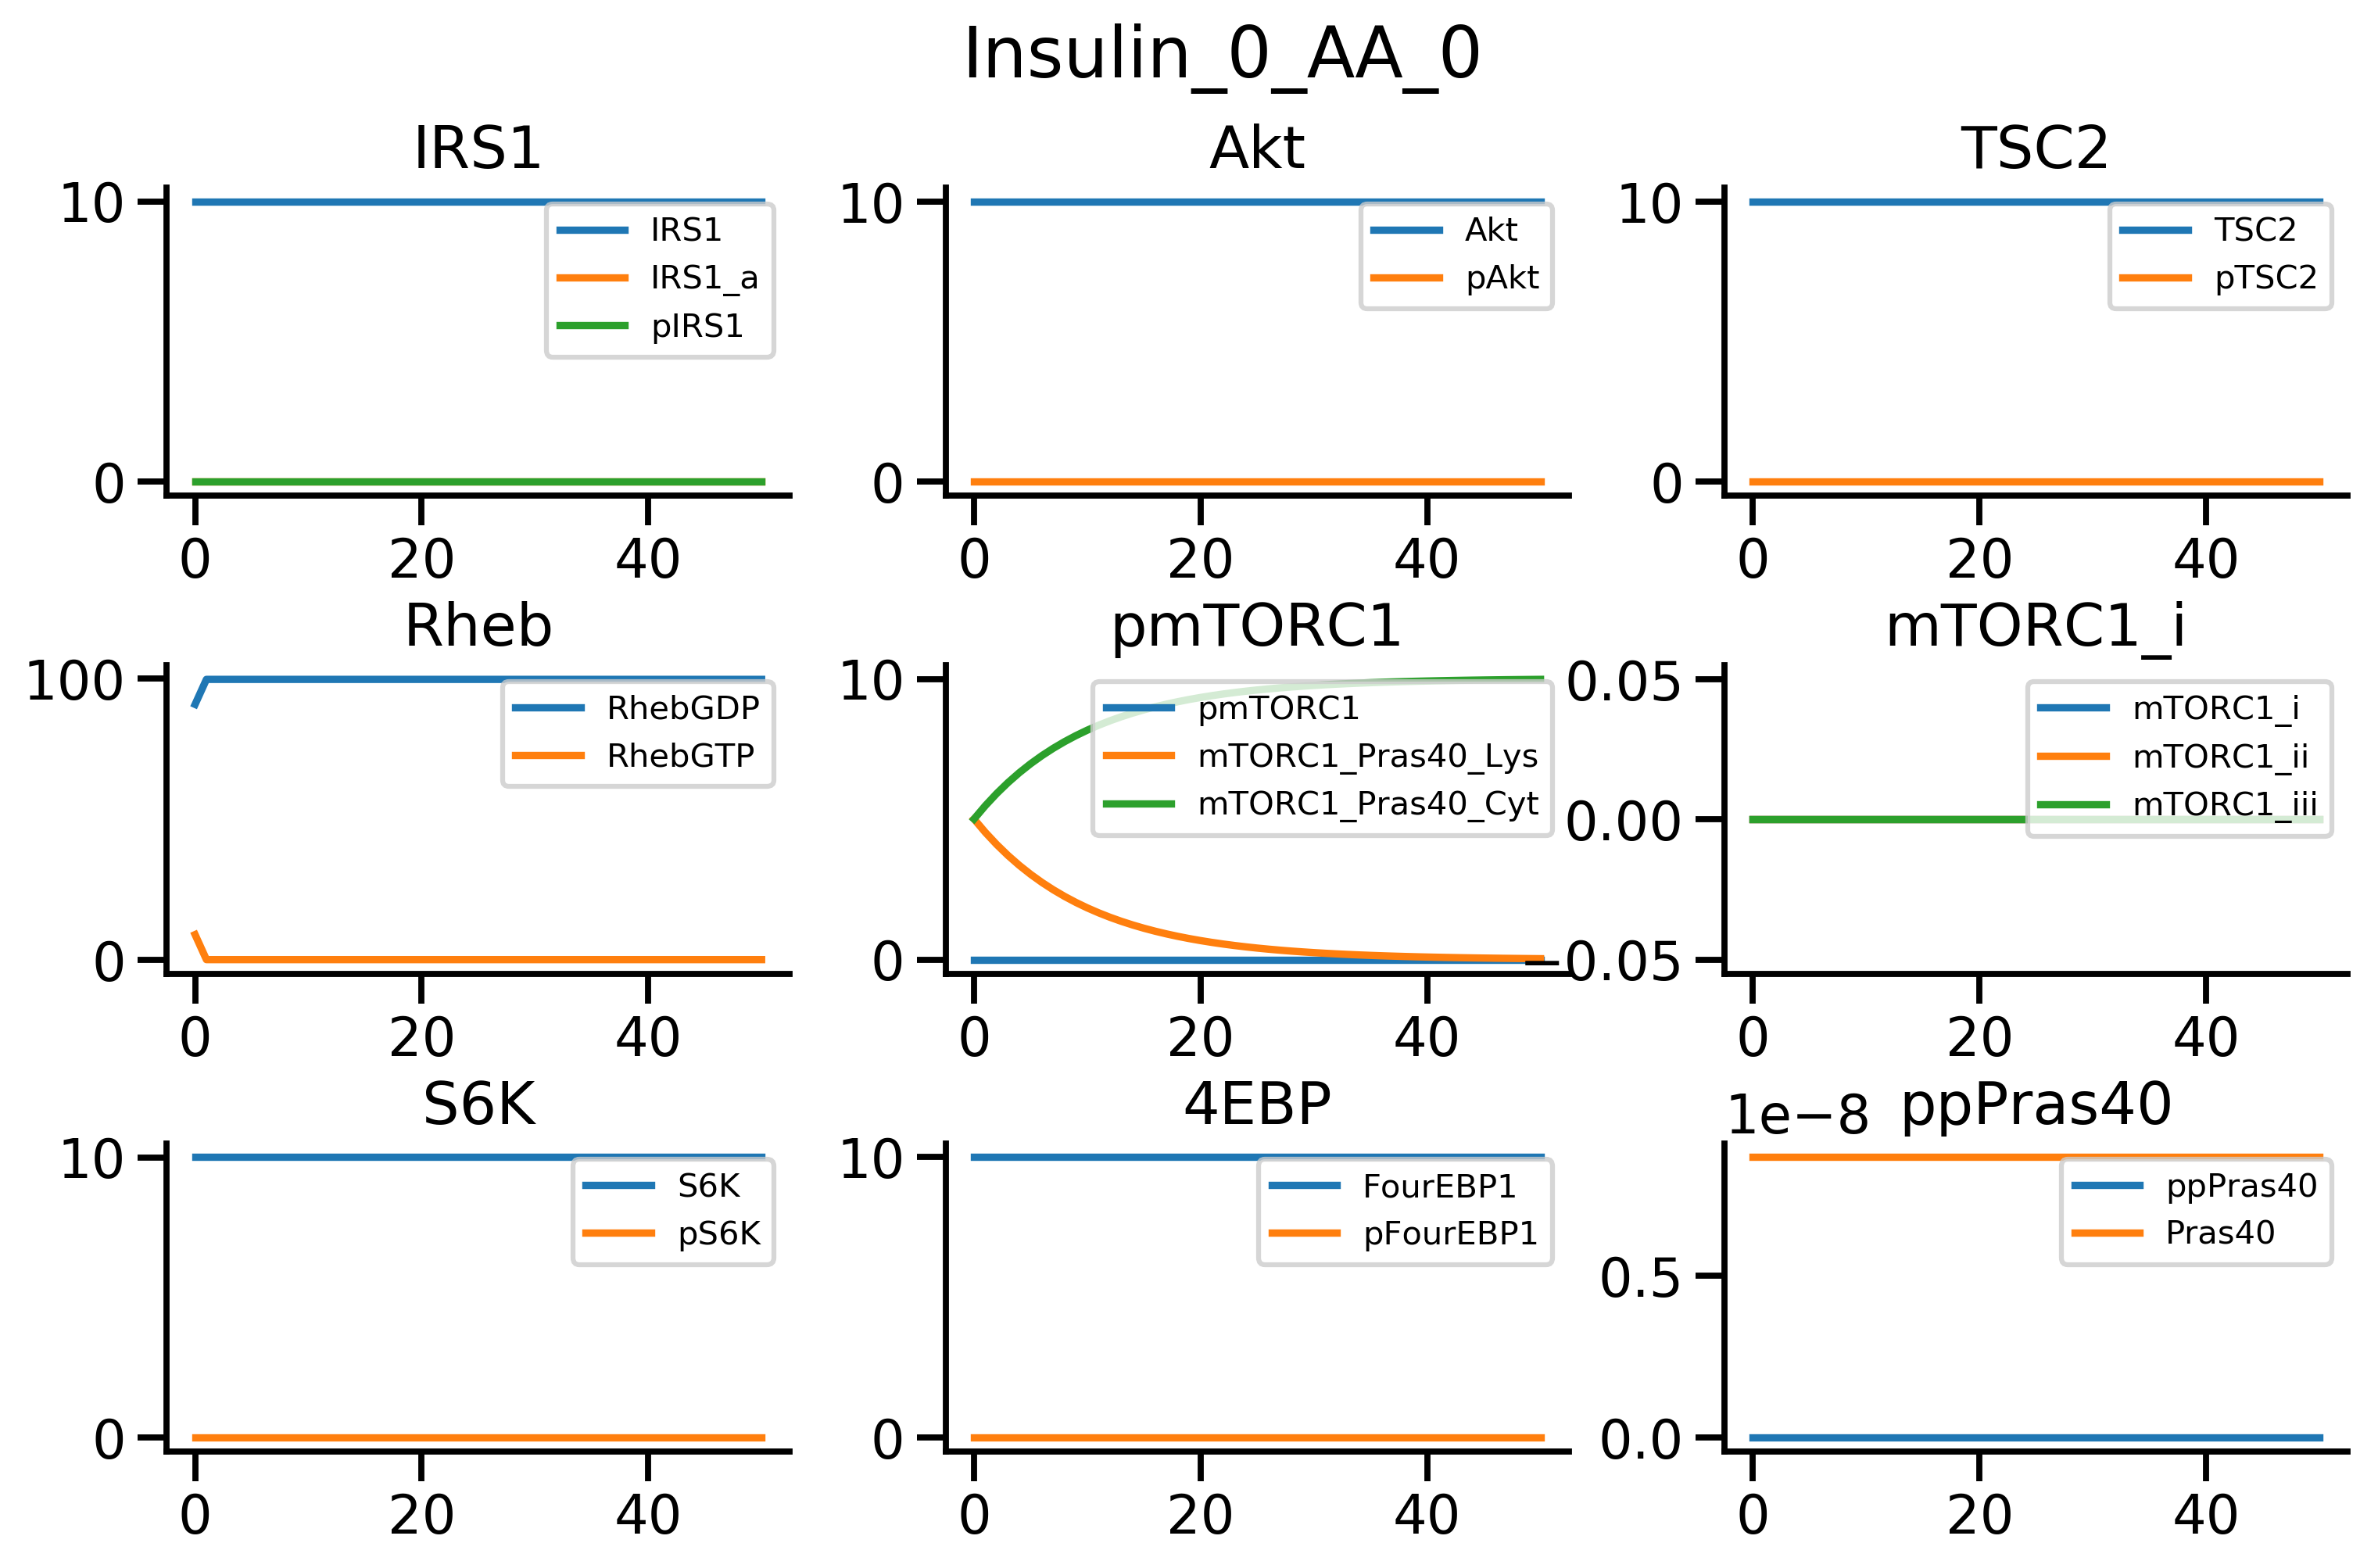 Insulin_0_AA_0
IRS1
10
0
0 20 40
IRS1
IRS1_a
pIRS1
Akt
10
0
0 20 40
Akt
pAkt
TSC2
10
0
0 20 40
TSC2
pTSC2
Rheb
100
0
0 20 40
RhebGDP
RhebGTP
pmTORC1
10
0
0 20 40
pmTORC1
mTORC1_Pras40_Lys
mTORC1_Pras40_Cyt
mTORC1_i
0.05
0.00
−0.05
0 20 40
mTORC1_i
mTORC1_ii
mTORC1_iii
S6K
10
0
0 20 40
S6K
pS6K
4EBP
10
0
0 20 40
FourEBP1
pFourEBP1
1e−8 ppPras40
0.5
0.0
0 20 40
ppPras40
Pras40